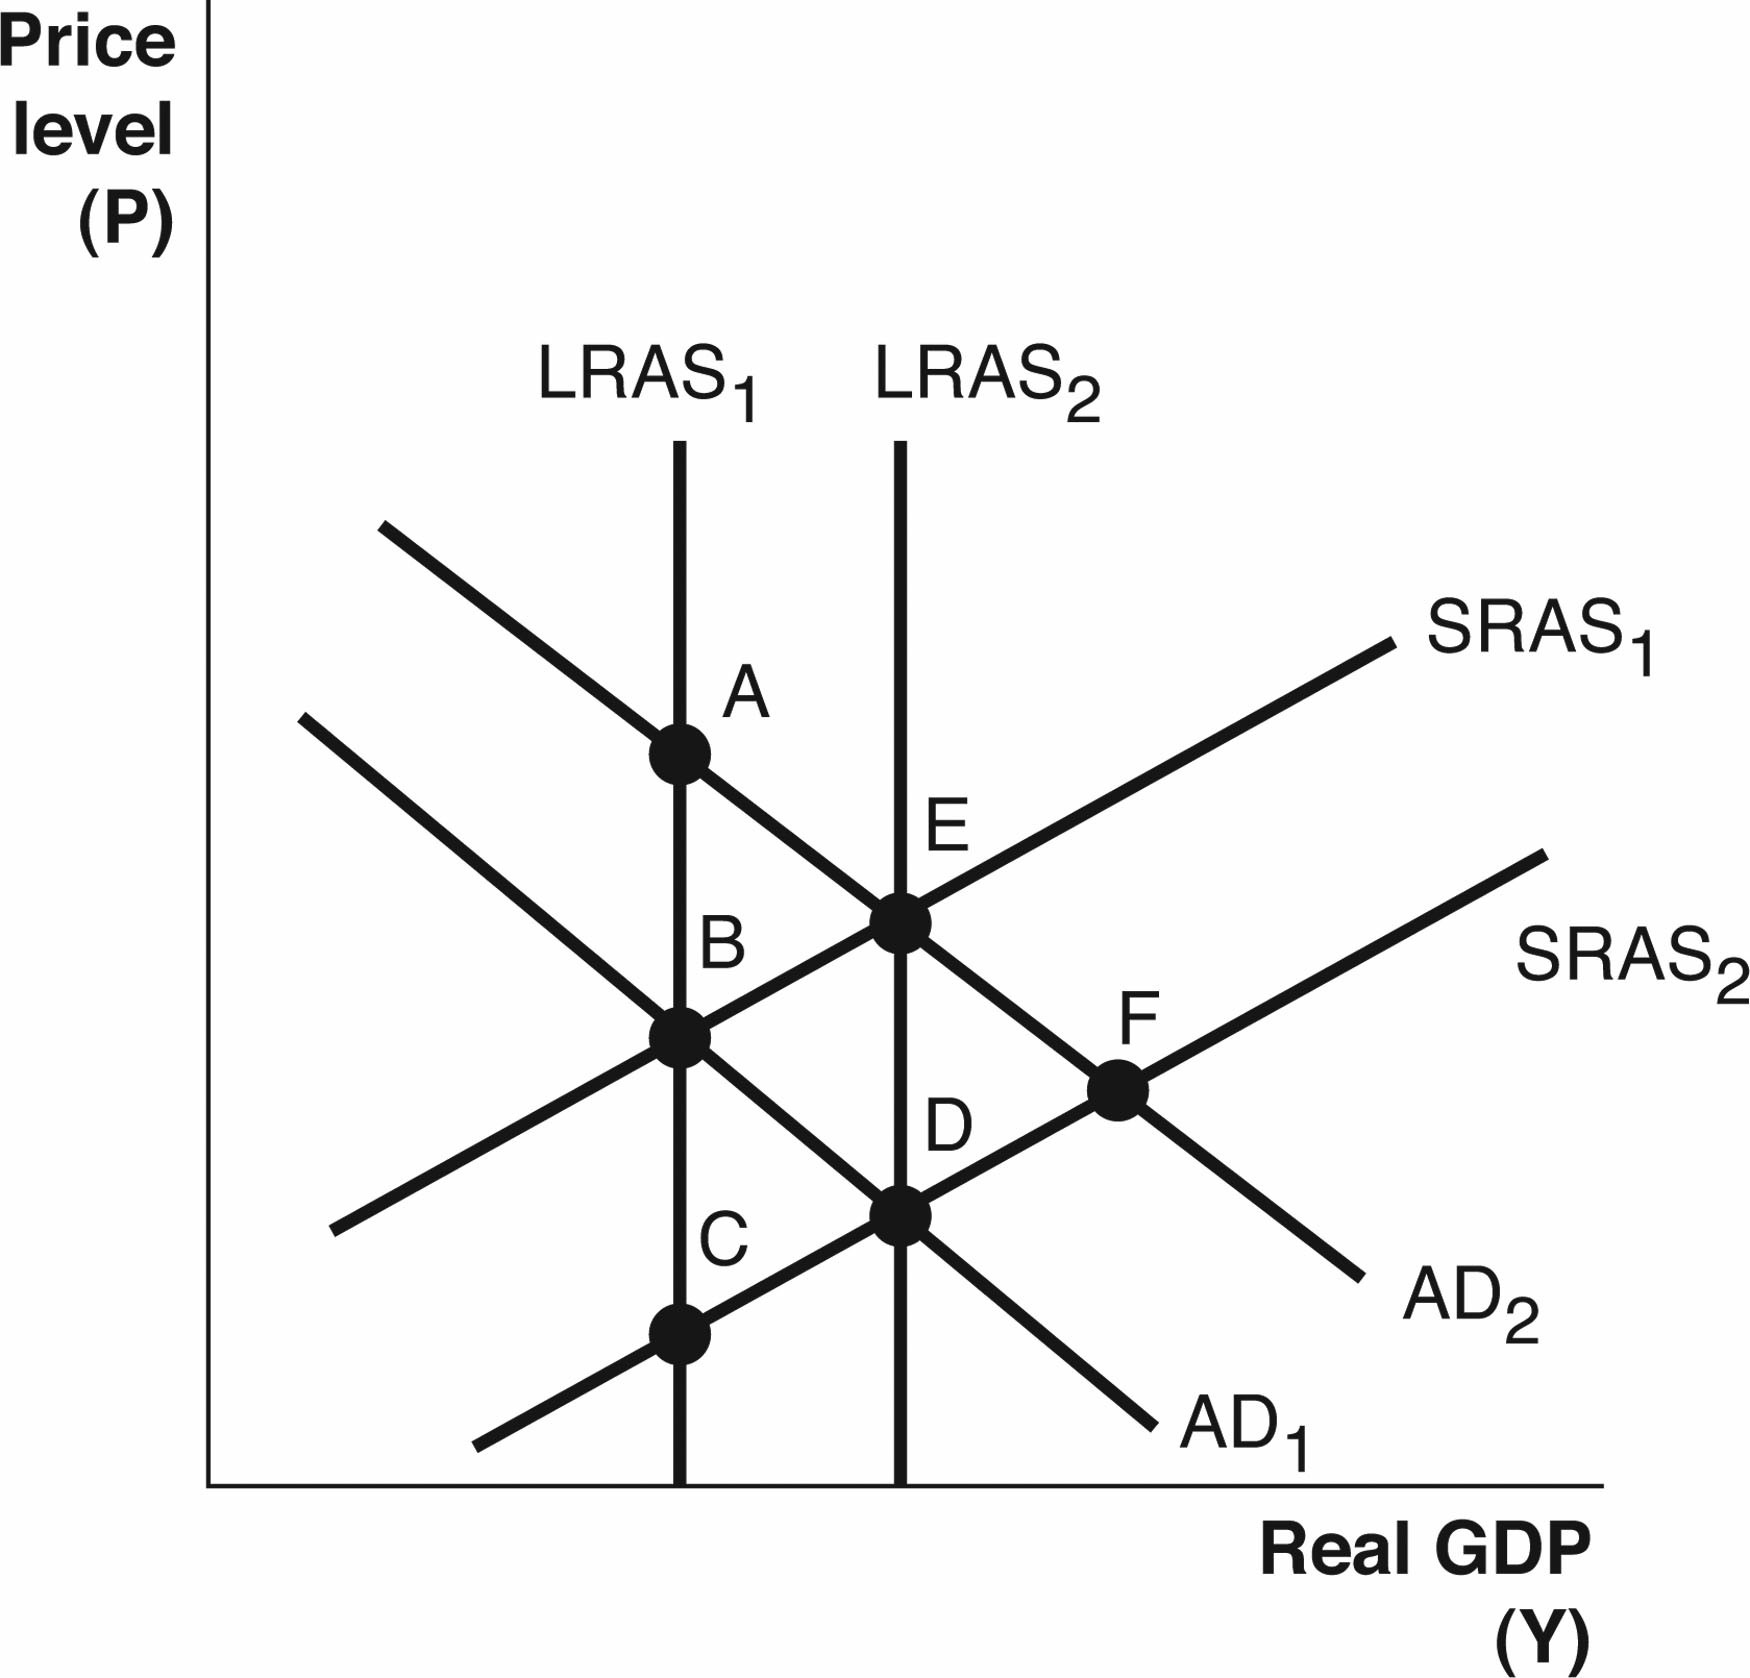 Price
level
(P)
LRAS1
LRAS2
SRAS1
A
E
B
SRAS2
F
D
C
AD2
AD1
Real GDP
(Y)